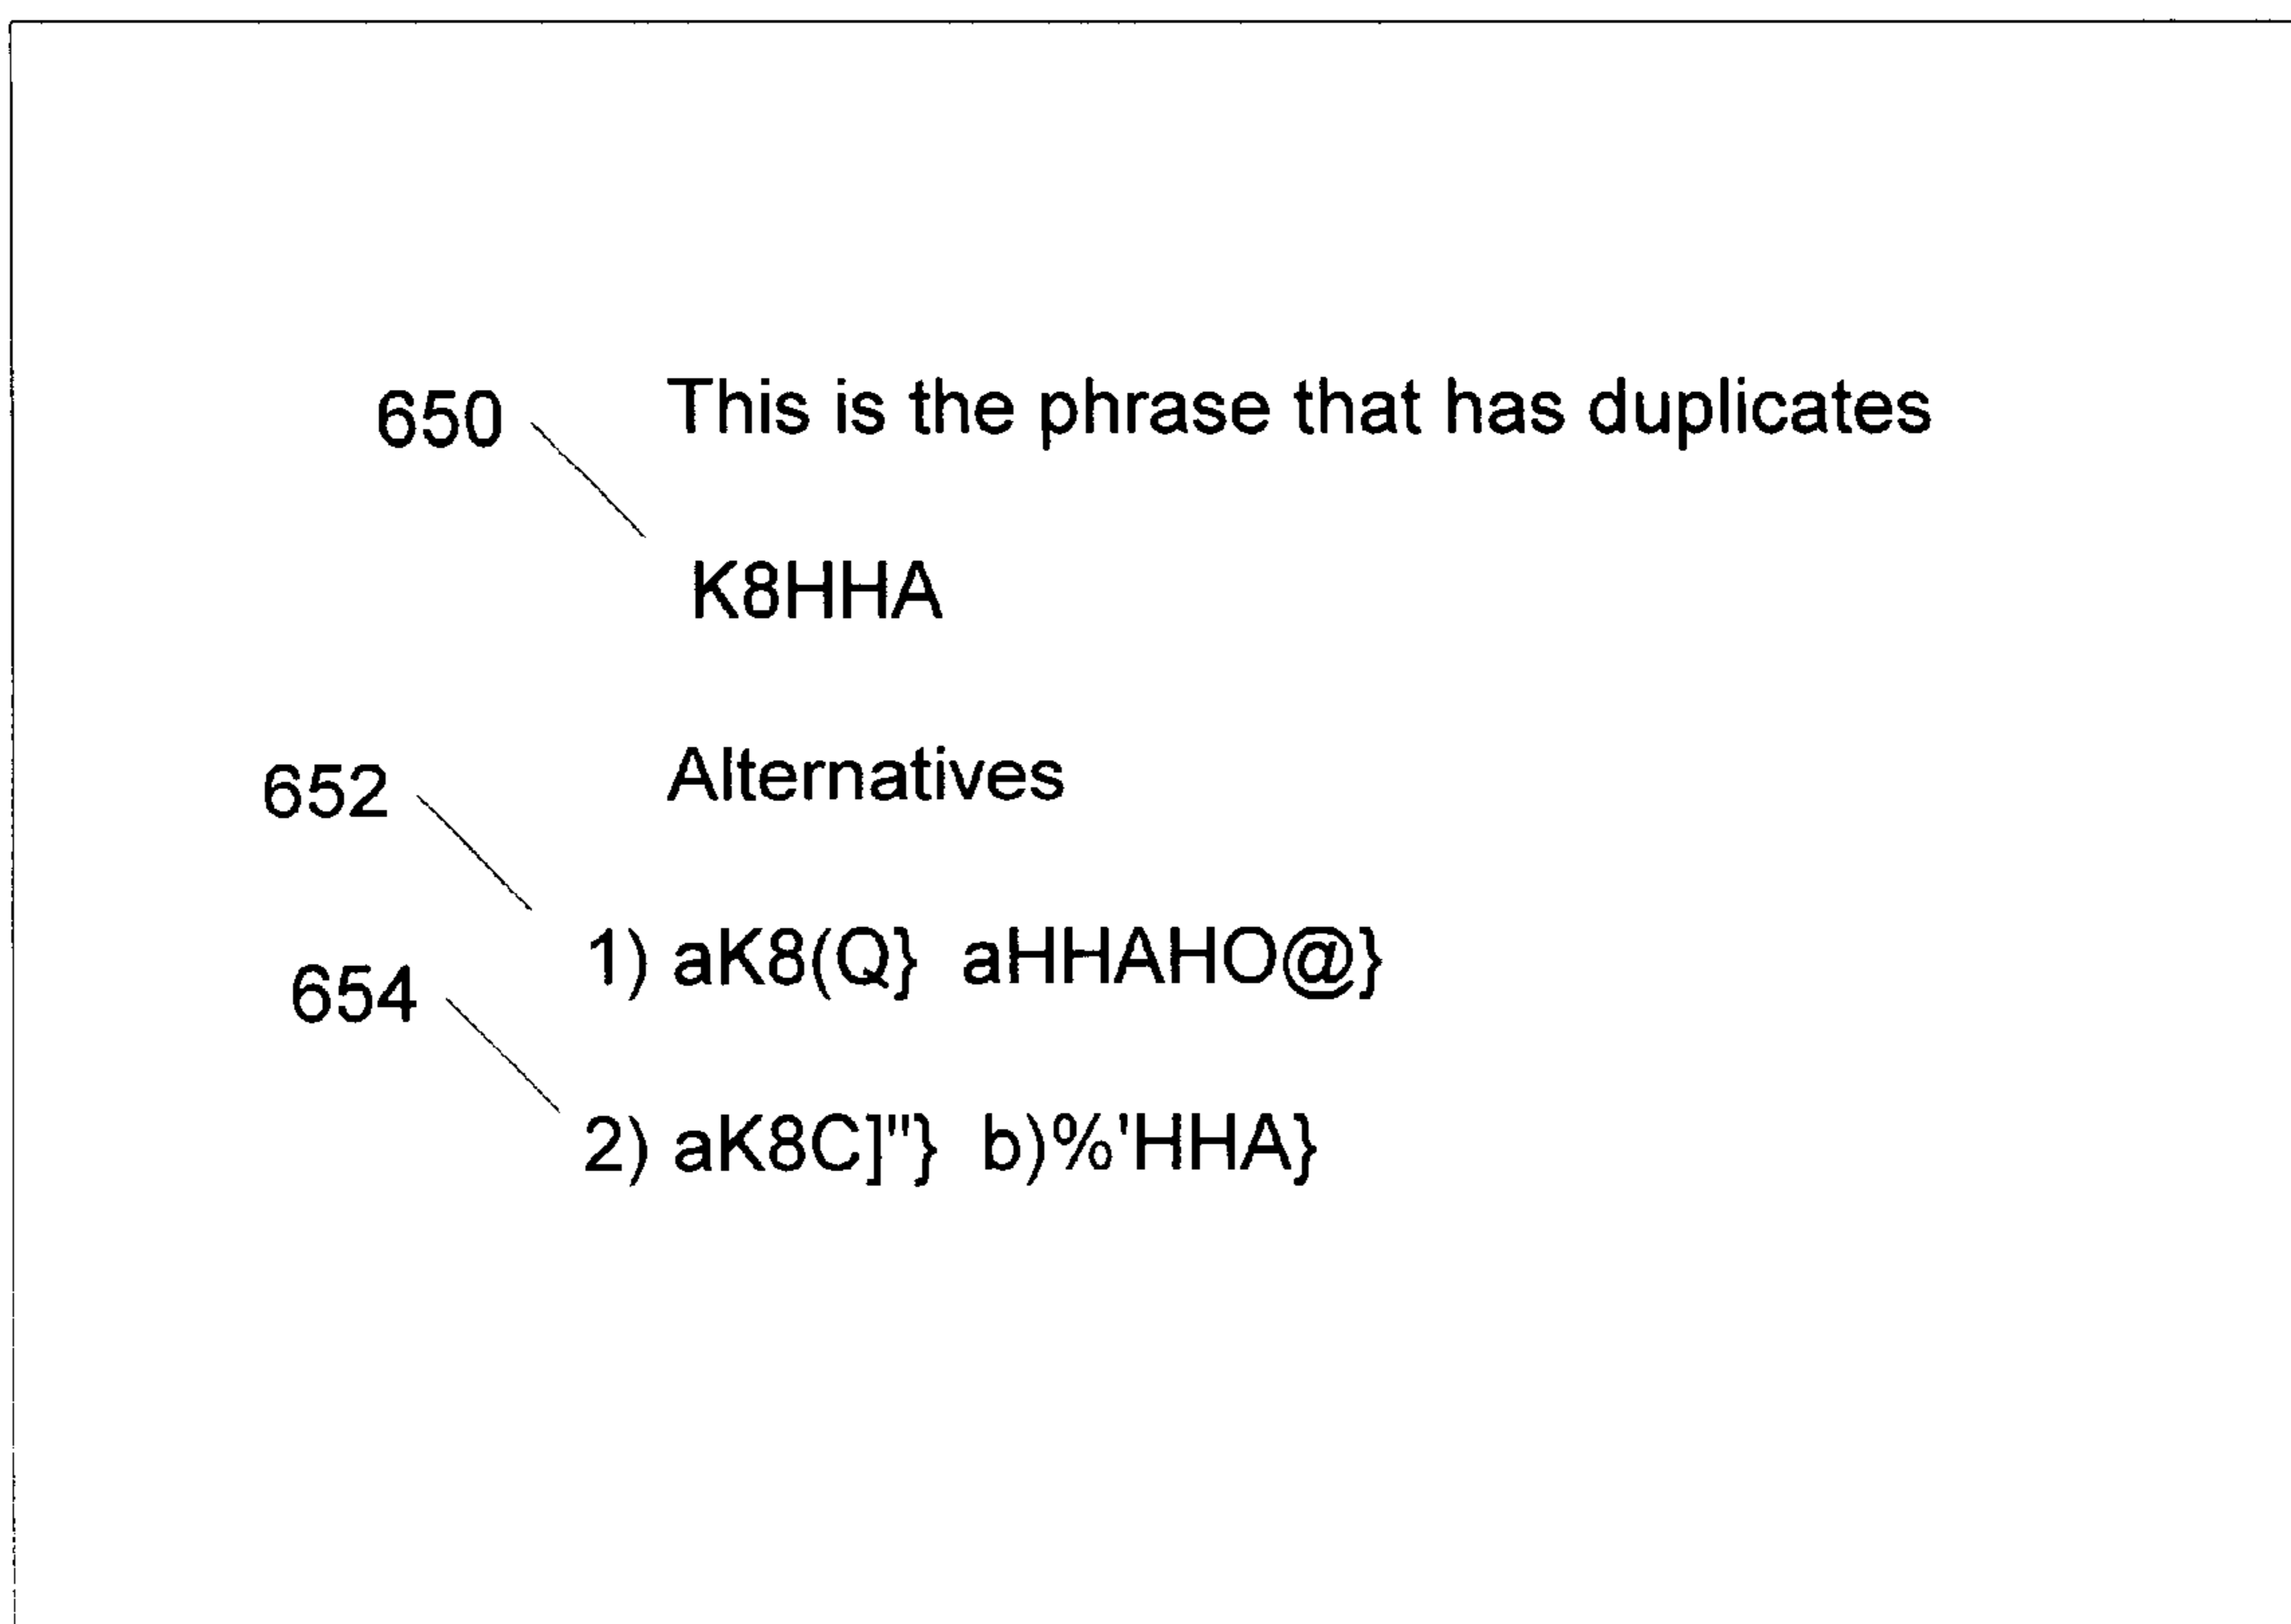 650 This is the phrase that has duplicates
K8HHA
652 Alternatives
1) aK8(Q} aHHAHO@}
654
2) aK8C]"} b)%'HHA}